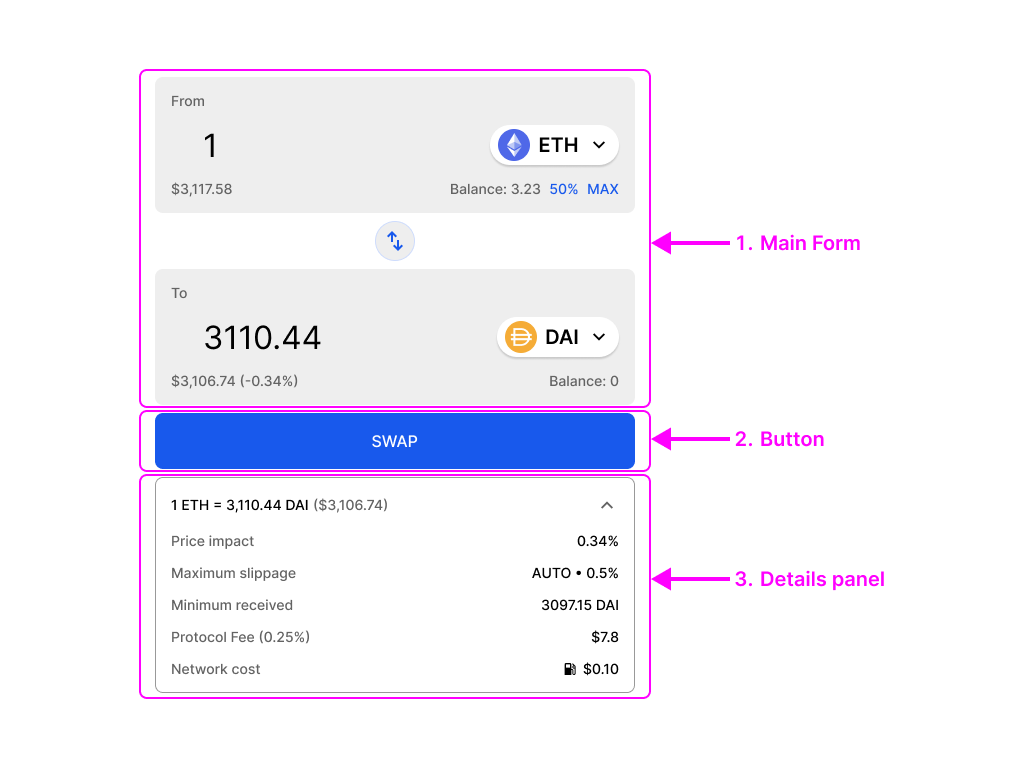 From
1
ETH
$3,117.58
Balance: 3.23 50% MAX
1. Main Form
To
3110.44
DAI
$3,106.74 (-0.34%)
Balance: 0
SWAP
2. Button
1 ETH = 3,110.44 DAI ($3,106.74)
Price impact 0.34%
Maximum slippage AUTO • 0.5%
3. Details panel
Minimum received 3097.15 DAI
Protocol Fee (0.25%) $7.8
Network cost $0.10